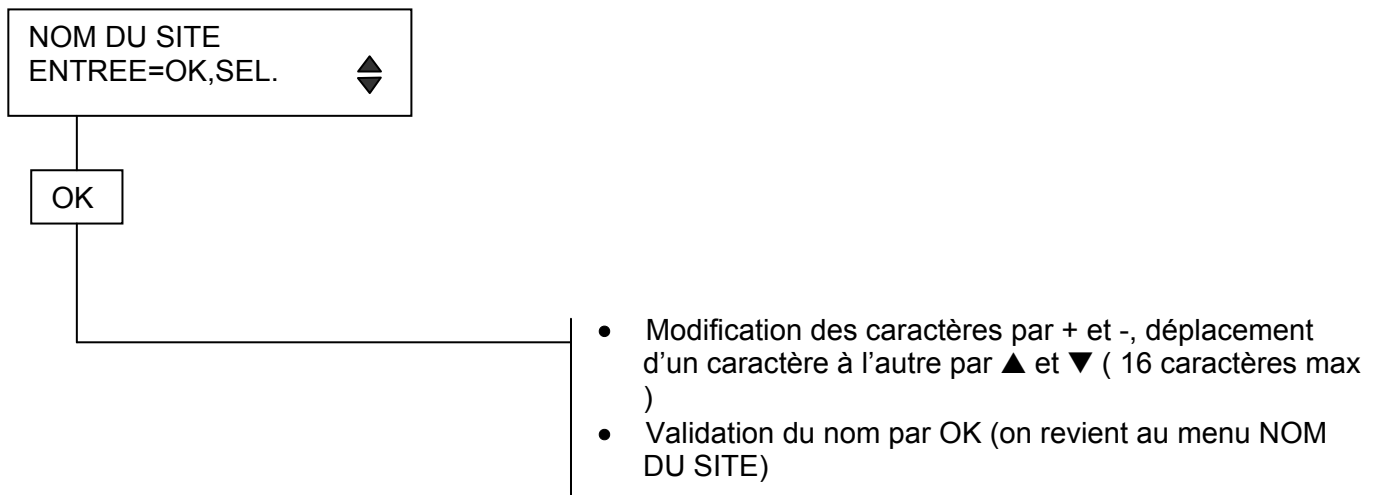 NOM DU SITE
ENTREE=OK,SEL.
OK
• Modification des caractères par + et -, déplacement
d’un caractère à l’autre par ▲ et ▼ ( 16 caractères max
)
• Validation du nom par OK (on revient au menu NOM
DU SITE)